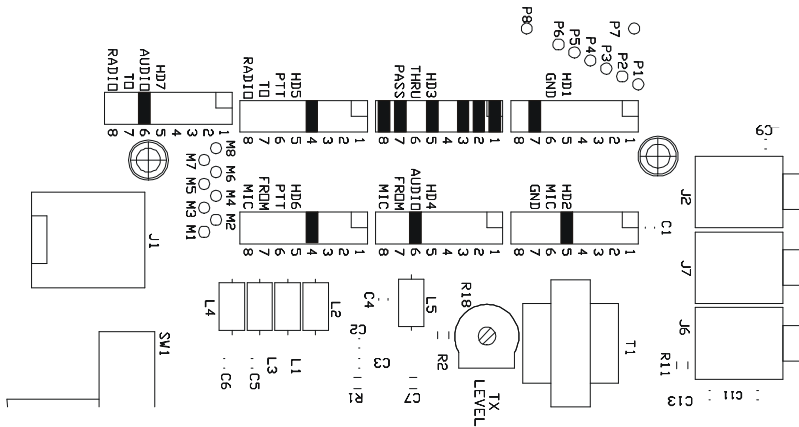 P8
P7
P6
P5
P4
P3
P2
P1
HD7
AUDIO
TO
RADIO
8 7 6 5 4 3 2 1
HD5
PTT
TO
RADIO
8 7 6 5 4 3 2 1
HD3
THRU
PASS
8 7 6 5 4 3 2 1
HD1
GND
8 7 6 5 4 3 2 1
C9
M8
M7
M6
M5
M4
M3
M2
M1
HD6
PTT
FROM
MIC
8 7 6 5 4 3 2 1
HD4
AUDIO
FROM
MIC
8 7 6 5 4 3 2 1
HD2
MIC
GND
8 7 6 5 4 3 2 1
C1
J2
J1
J7
J6
L4
L2
C4
L5
R18
SW1
C2
C3
R2
T1
R11
C6
C5
L3
L1
R1
C7
TX
LEVEL
C13
C11